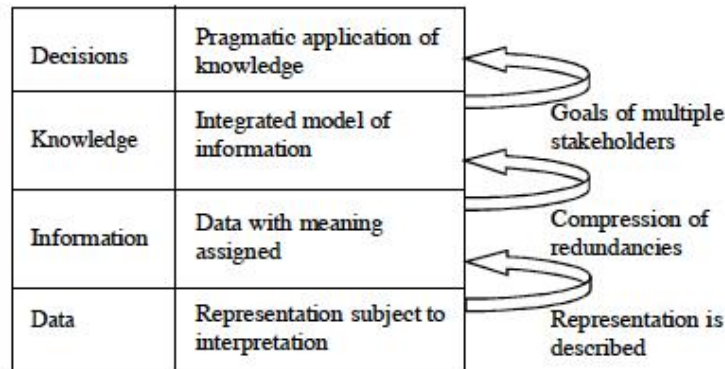 Decisions
Pragmatic application of
knowledge
Knowledge
Integrated model of
information
Information
Data with meaning
assigned
Data
Representation subject to
interpretation
Goals of multiple
stakeholders
Compression of
redundancies
Representation is
described